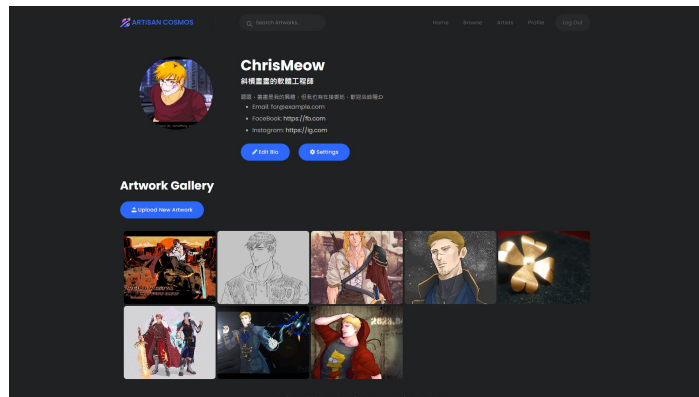 ARTISAN COSMOS
Search Artworks..
Home
Browse
Artists
Profile
Log Out
ChrisMeow
斜槓畫畫的軟體工程師
Email: for@example.com
FaceBook: https://fb.com
Instagram: https://ig.com
Edit Bio
Settings
Artwork Gallery
Upload New Artwork